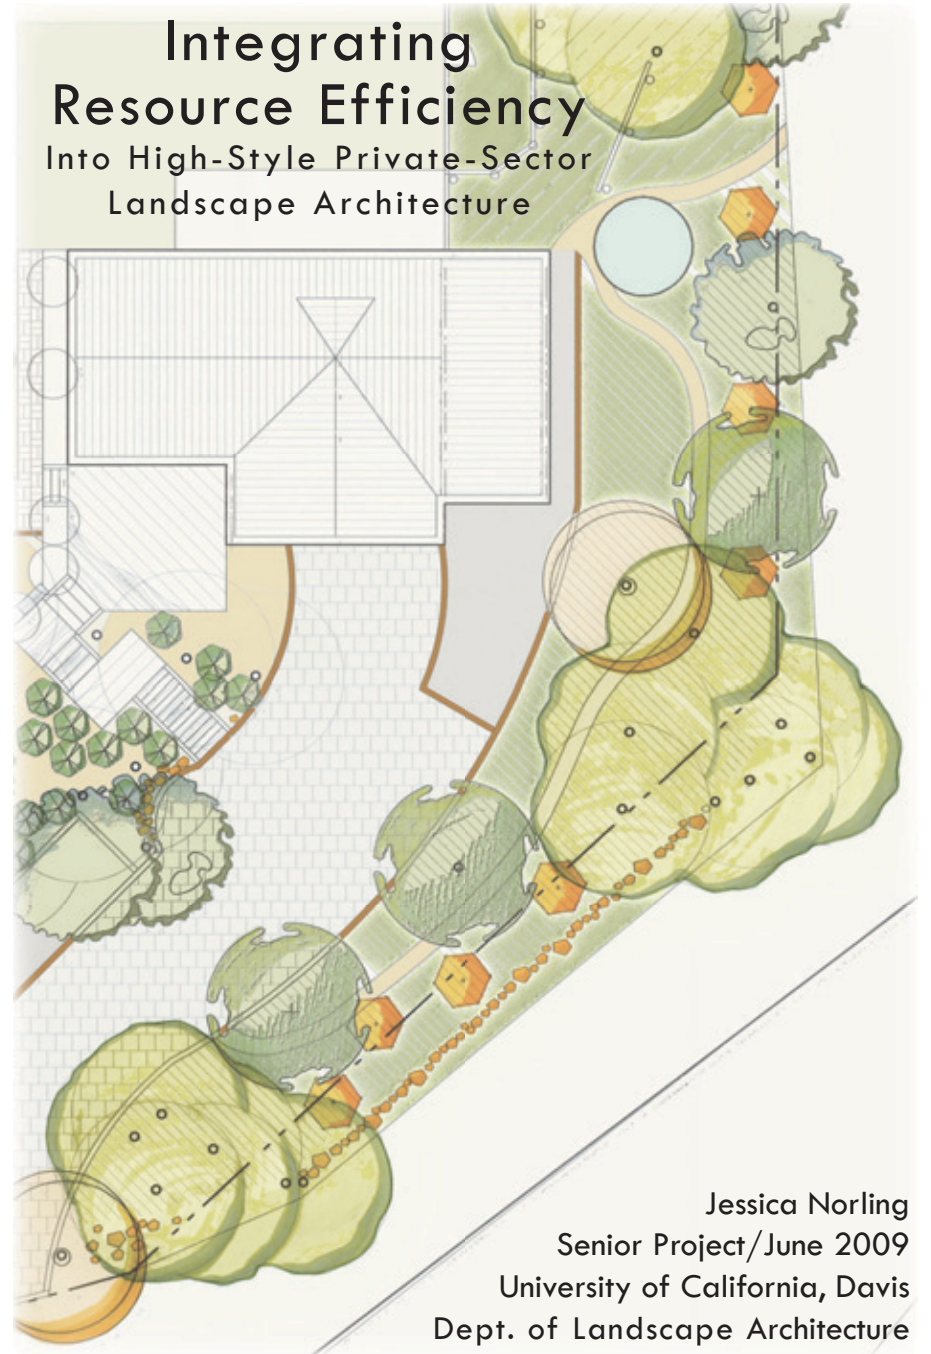 Integrating
Resource Efficiency
Into High-Style Private-Sector
Landscape Architecture
Jessica Norling
Senior Project/June 2009
University of California, Davis
Dept. of Landscape Architecture